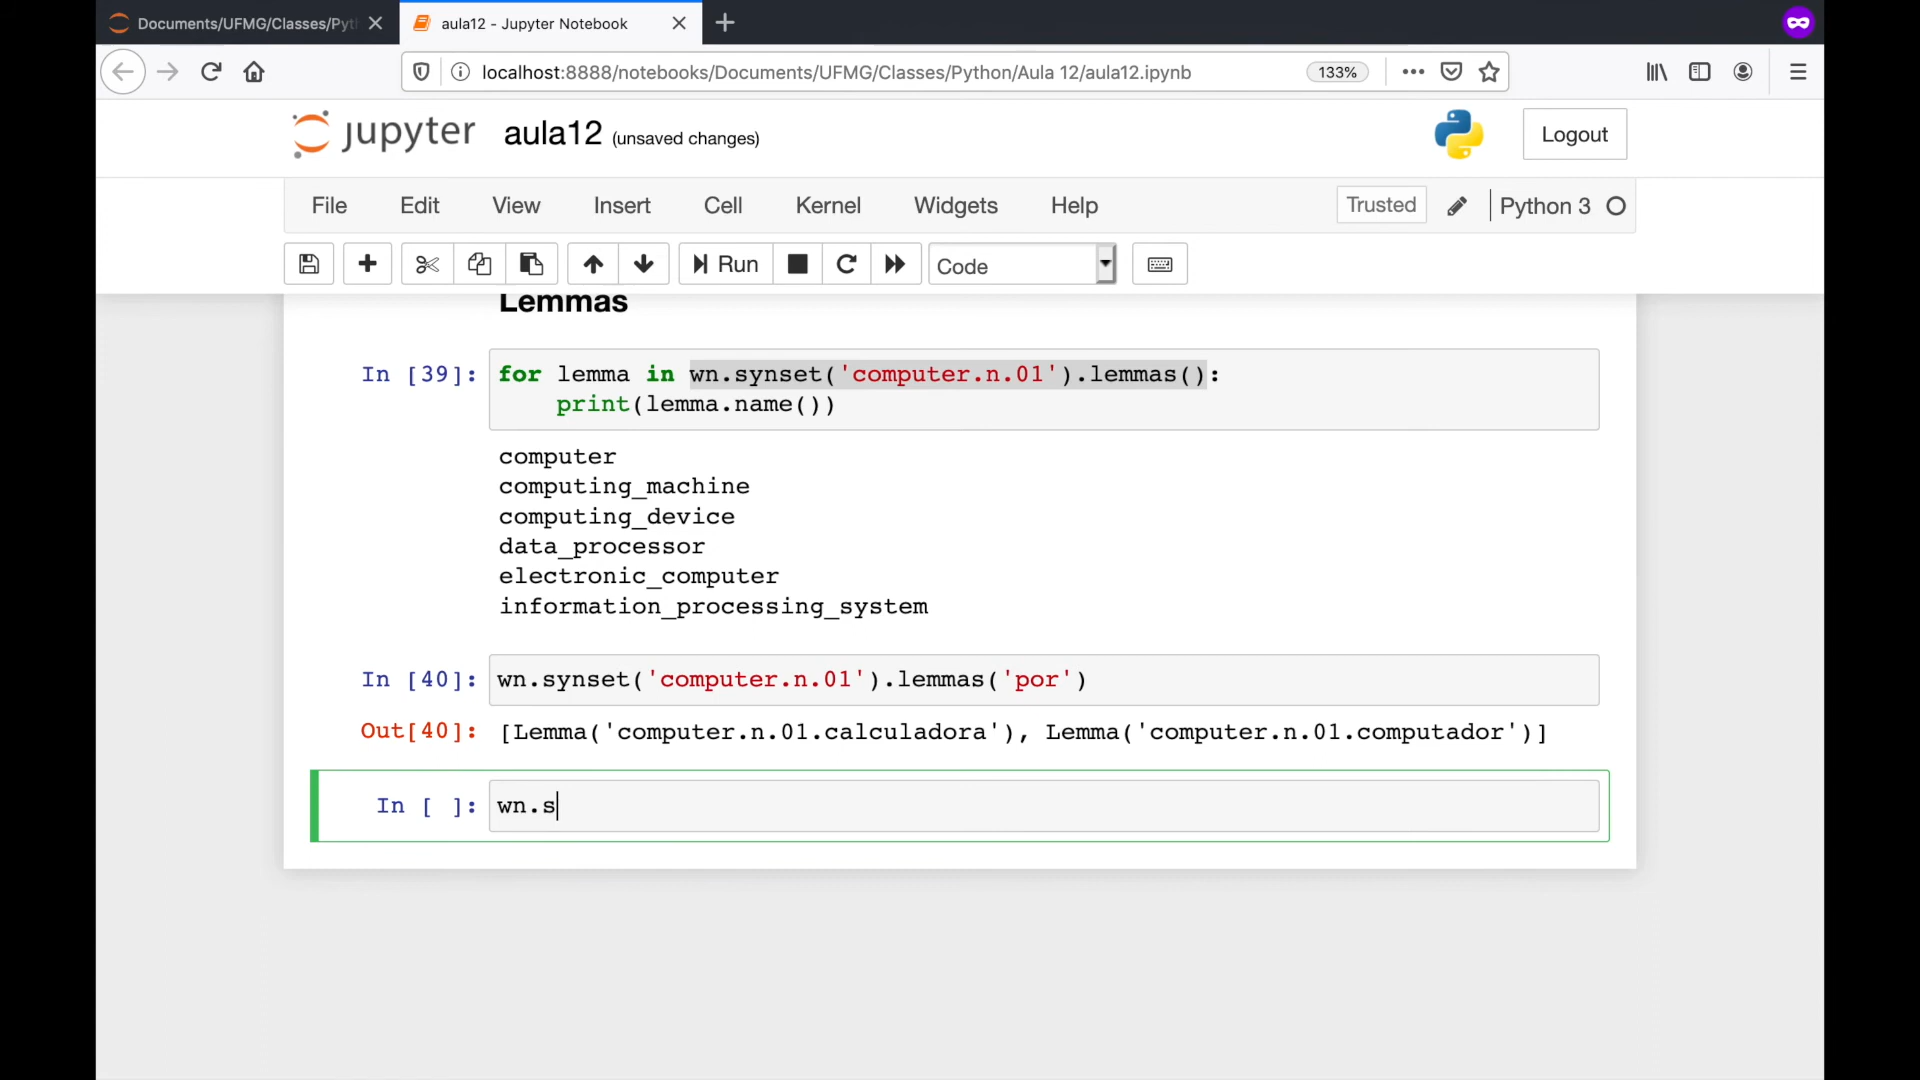 Documents/UFMG/Classes/Pyt
aula12 - Jupyter Notebook
localhost:8888/notebooks/Documents/UFMG/Classes/Python/Aula 12/aula12.ipynb
133%
jupyter aula12 (unsaved changes)
Logout
File Edit View Insert Cell Kernel Widgets Help
Trusted
Python 3
Run
Code
Lemmas
In [39]: for lemma in wn.synset('computer.n.01').lemmas():
print(lemma.name())
computer
computing_machine
computing_device
data_processor
electronic_computer
information_processing_system
In [40]: wn.synset('computer.n.01').lemmas('por')
Out[40]: [Lemma('computer.n.01.calculadora'), Lemma('computer.n.01.computador')]
In [ ]: wn.s